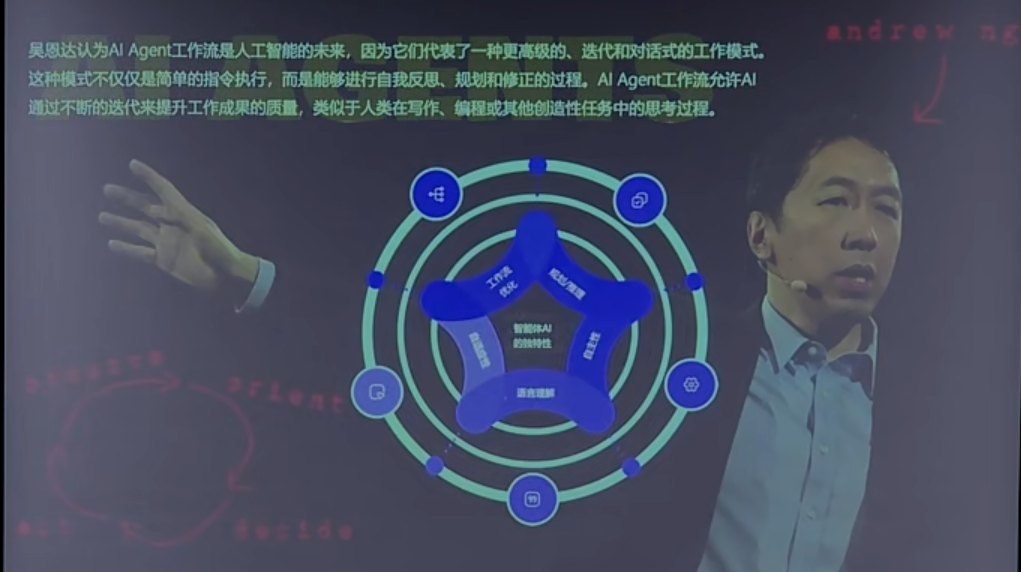 AI AGENTS
andrew ng
吴恩达认为AI Agent工作流是人工智能的未来，因为它们代表了一种更高级的、迭代和对话式的工作模式。
这种模式不仅仅是简单的指令执行，而是能够进行自我反思、规划和修正的过程。AI Agent工作流允许AI
通过不断的迭代来提升工作成果的质量，类似于人类在写作、编程或其他创造性任务中的思考过程。
工作流
优化
规划/推理
智能体AI
的独特性
自适应性
自主性
语言理解
observe
orient
act
decide